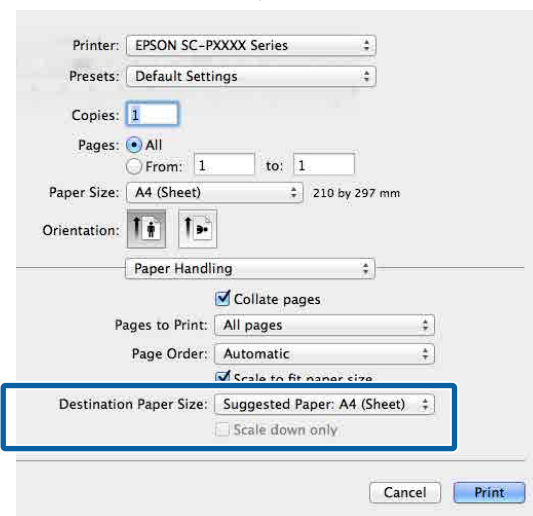 Printer: EPSON SC-PXXXX Series
Presets: Default Settings
Copies: 1
Pages: All
From: 1 to: 1
Paper Size: A4 (Sheet) 210 by 297 mm
Orientation:
Paper Handling
Collate pages
Pages to Print: All pages
Page Order: Automatic
Scale to fit paper size
Destination Paper Size: Suggested Paper: A4 (Sheet)
Scale down only
Cancel Print